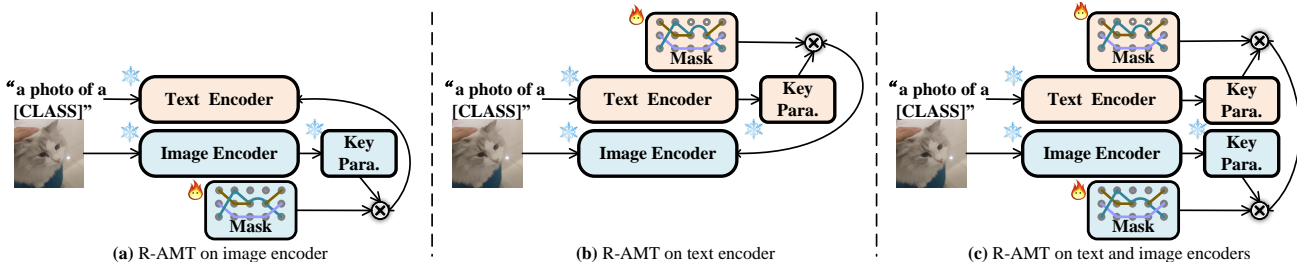 “a photo of a
[CLASS]”
Text Encoder
Image Encoder
Key
Para.
Mask
(a) R-AMT on image encoder
Mask
“a photo of a
[CLASS]”
Text Encoder
Key
Para.
Image Encoder
(b) R-AMT on text encoder
Mask
“a photo of a
[CLASS]”
Text Encoder
Key
Para.
Image Encoder
Key
Para.
Mask
(c) R-AMT on text and image encoders